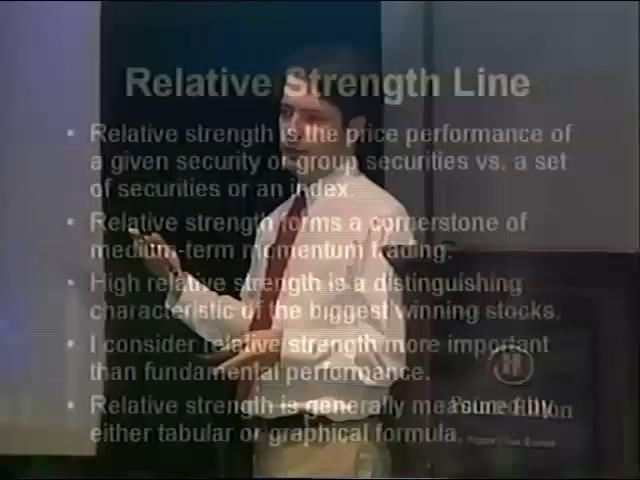 Relative Strength Line
• Relative strength is the price performance of
a given security or group securities vs. a set
of securities or an index.
• Relative strength forms a cornerstone of
medium-term momentum trading.
• High relative strength is a distinguishing
characteristic of the biggest winning stocks.
• I consider relative strength more important
than fundamental performance.
• Relative strength is generally measured by
either tabular or graphical formula.
H
Hilton